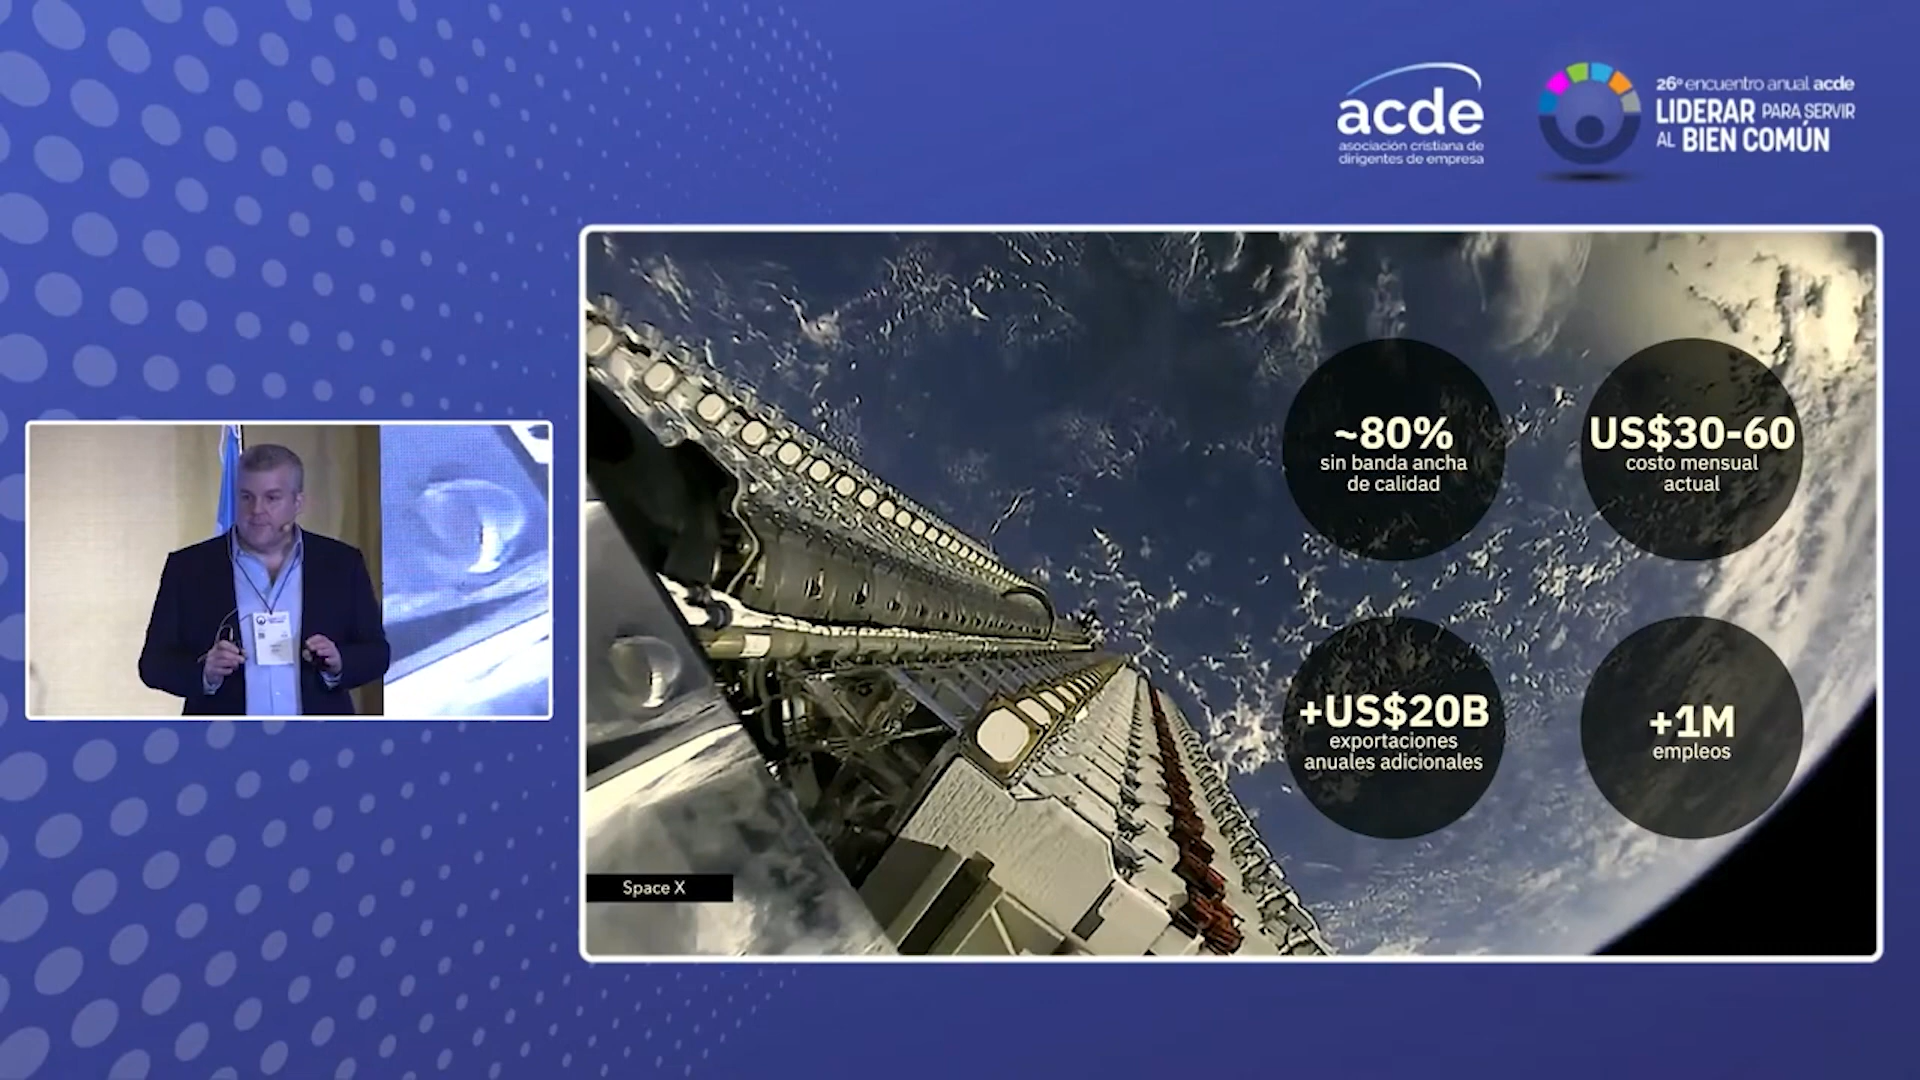 acde
asociación cristiana de
dirigentes de empresa
26º encuentro anual acde
LIDERAR PARA SERVIR
AL BIEN COMÚN
~80%
sin banda ancha
de calidad
US$30-60
costo mensual
actual
+US$20B
exportaciones
anuales adicionales
+1M
empleos
Space X